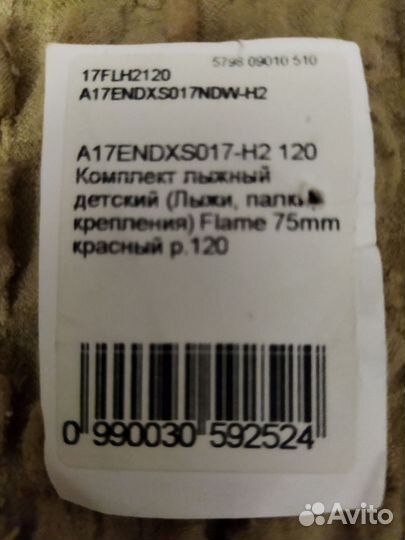 5798 09010 510
17FLH2120
A17ENDXS017NDW-H2
A17ENDXS017-H2 120
Комплект лыжный
детский (Лыжи, палки,
крепления) Flame 75mm
красный р.120
0 990030 592524
Avito